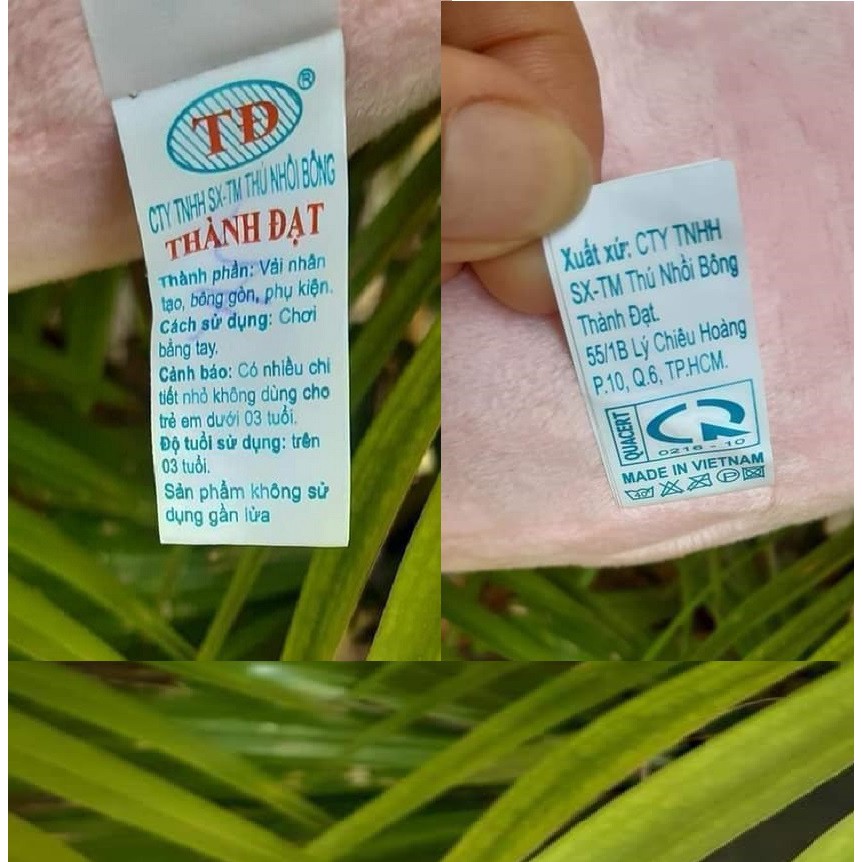 TĐ ®
CTY TNHH SX-TM THÚ NHỒI BÔNG
THÀNH ĐẠT
Thành phần: Vải nhân
tạo, bông gòn, phụ kiện.
Cách sử dụng: Chơi
bằng tay.
Cảnh báo: Có nhiều chi
tiết nhỏ không dùng cho
trẻ em dưới 03 tuổi.
Độ tuổi sử dụng: trên
03 tuổi.
Sản phẩm không sử
dụng gần lửa
Xuất xứ: CTY TNHH
SX-TM Thú Nhồi Bông
Thành Đạt.
55/1B Lý Chiêu Hoàng
P.10, Q.6, TP.HCM.
QUACERT
CR
0216 - 10
MADE IN VIETNAM
40°
P